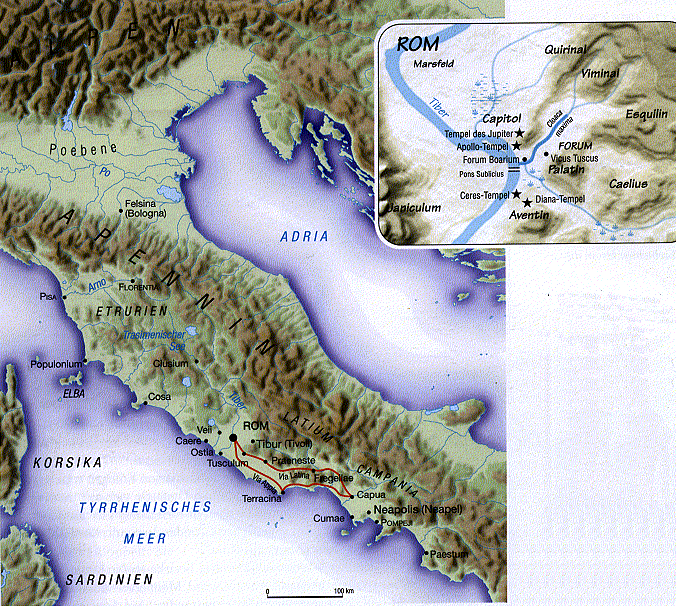 ALPEN
Poebene
Po
Felsina
(Bologna)
ADRIA
APENNIN
Arno
FLORENTIA
PISA
ETRURIEN
Trasimenischer
See
Clusium
Populonium
ELBA
Cosa
Tiber
ROM
LATIUM
Veii
Caere
Tibur (Tivoli)
Ostia
Tusculum
Praeneste
KORSIKA
Via Latina
Fregellae
CAMPANIA
Via Appia
Terracina
Capua
TYRRHENISCHES
MEER
Cumae
Neapolis (Neapel)
POMPEJI
Paestum
SARDINIEN
0 100 km
ROM
Marsfeld
Quirinal
Viminal
Tiber
Esquilin
Capitol
Cloaca
maxima
Tempel des Jupiter
Apollo-Tempel
FORUM
Forum Boarium
Vicus Tuscus
Pons Sublicius
Palatin
Caelius
Ceres-Tempel
Diana-Tempel
Janiculum
Aventin